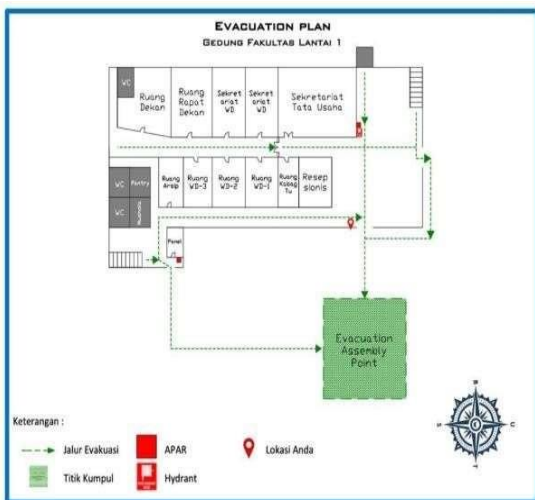 EVACUATION PLAN
GEDUNG FAKULTAS LANTAI 1
WC
Ruang
Dekan
Ruang
Rapat
Dekan
Sekret
ariat
WD
Sekret
ariat
WD
Sekretariat
Tata Usaha
WC
Pantry
WC
Ruang
Arsip
Ruang
WD-3
Ruang
WD-2
Ruang
WD-1
Ruang
Kabag
Tu
Resep
sionis
Panel
Evacuation
Assembly
Point
Keterangan :
Jalur Evakuasi
APAR
Lokasi Anda
Titik Kumpul
Hydrant